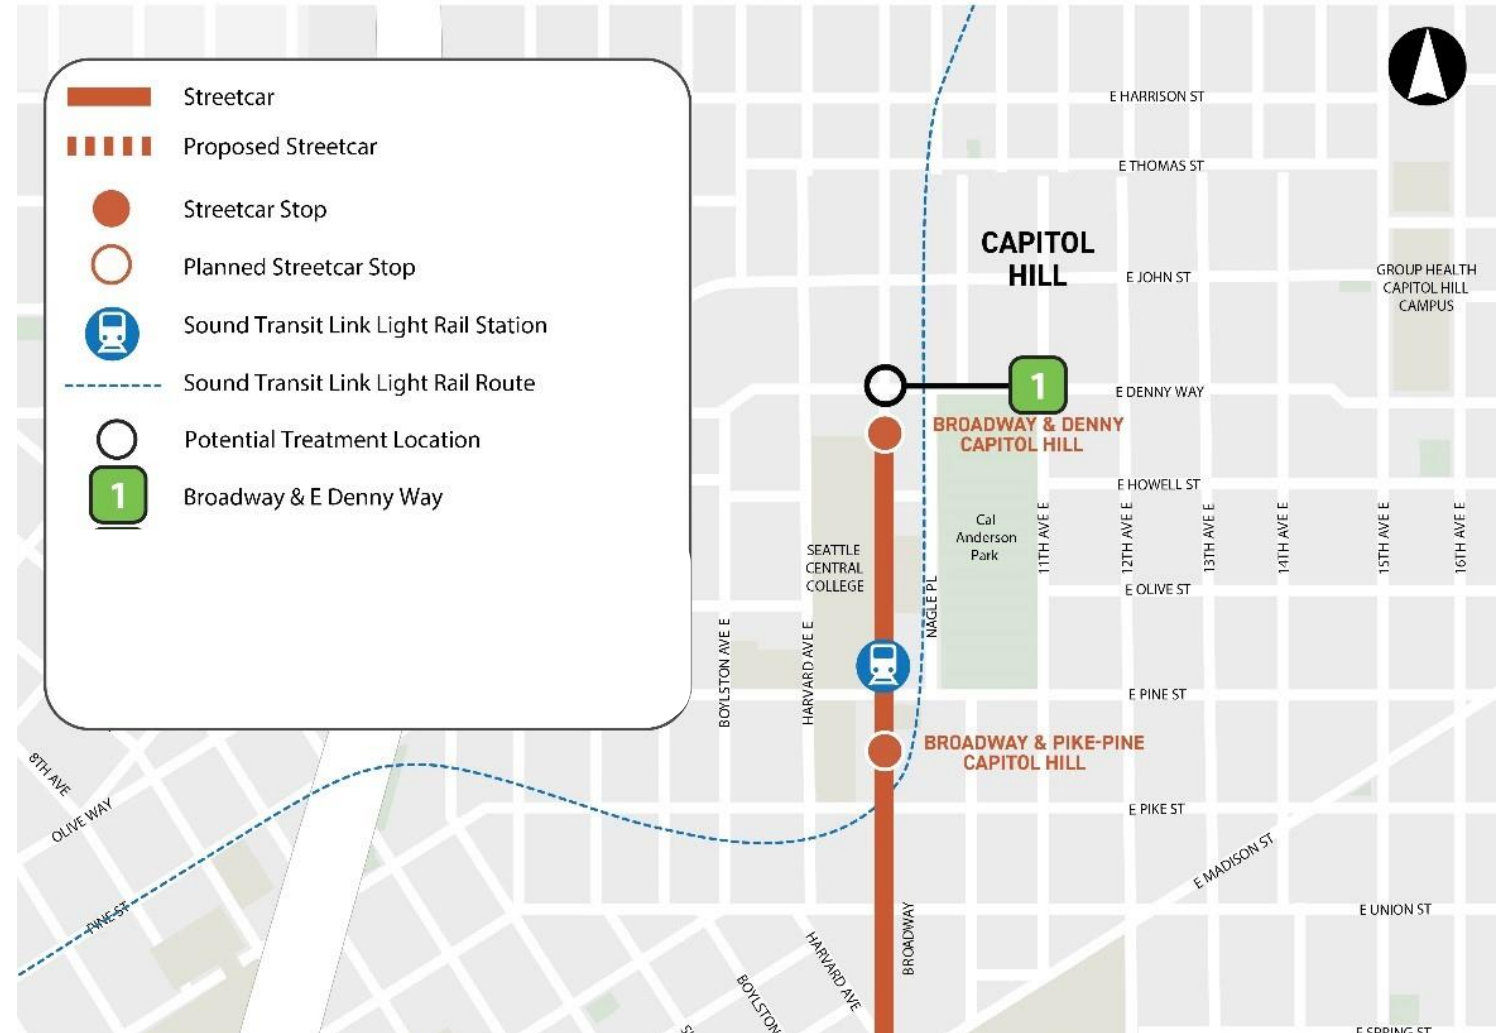 Streetcar
Proposed Streetcar
Streetcar Stop
Planned Streetcar Stop
Sound Transit Link Light Rail Station
Sound Transit Link Light Rail Route
Potential Treatment Location
1
Broadway & E Denny Way
E HARRISON ST
E THOMAS ST
CAPITOL
HILL
E JOHN ST
GROUP HEALTH
CAPITOL HILL
CAMPUS
1
E DENNY WAY
BROADWAY & DENNY
CAPITOL HILL
E HOWELL ST
Cal
Anderson
Park
11TH AVE E
12TH AVE E
13TH AVE E
14TH AVE E
15TH AVE E
16TH AVE E
SEATTLE
CENTRAL
COLLEGE
E OLIVE ST
NAGLE PL
BOYLSTON AVE E
HARVARD AVE E
E PINE ST
BROADWAY & PIKE-PINE
CAPITOL HILL
8TH AVE
OLIVE WAY
E PIKE ST
E MADISON ST
PINE ST
E UNION ST
BROADWAY
HARVARD AVE
BOYLSTON
E SPRING ST